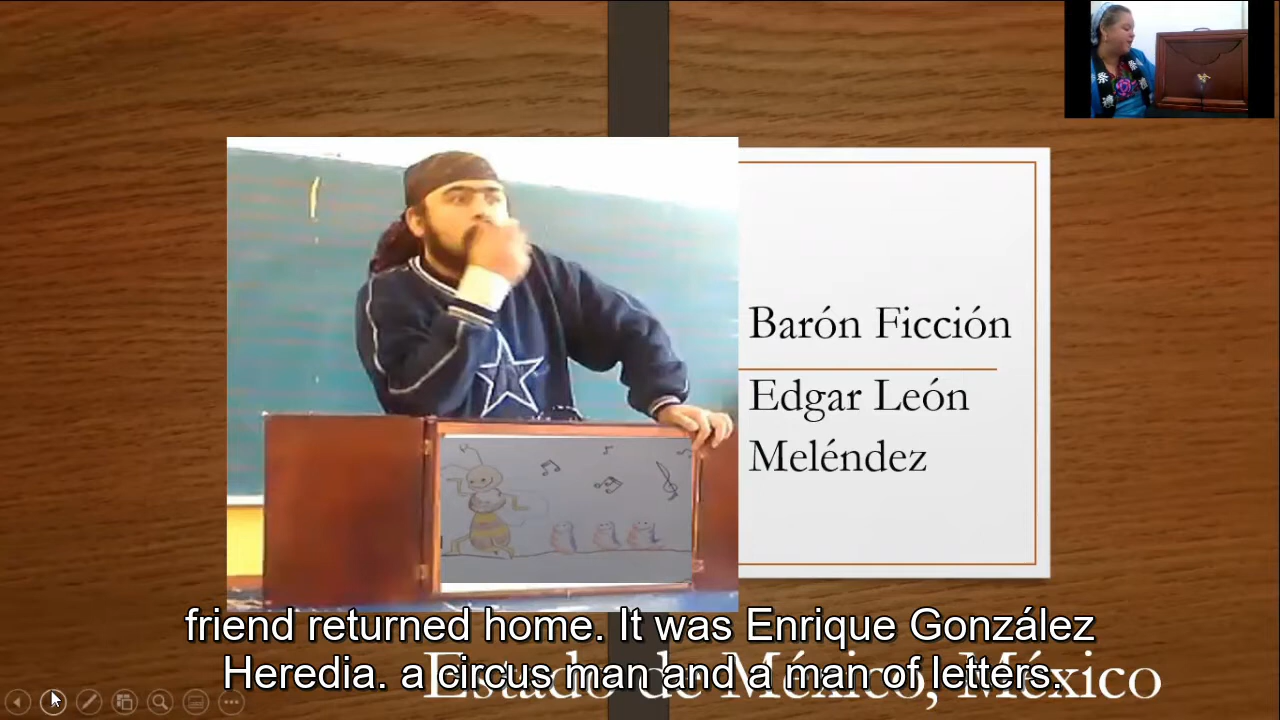 Barón Ficción
Edgar León
Meléndez
friend returned home. It was Enrique González
Heredia. a circus man and a man of letters.
Estado de México, México